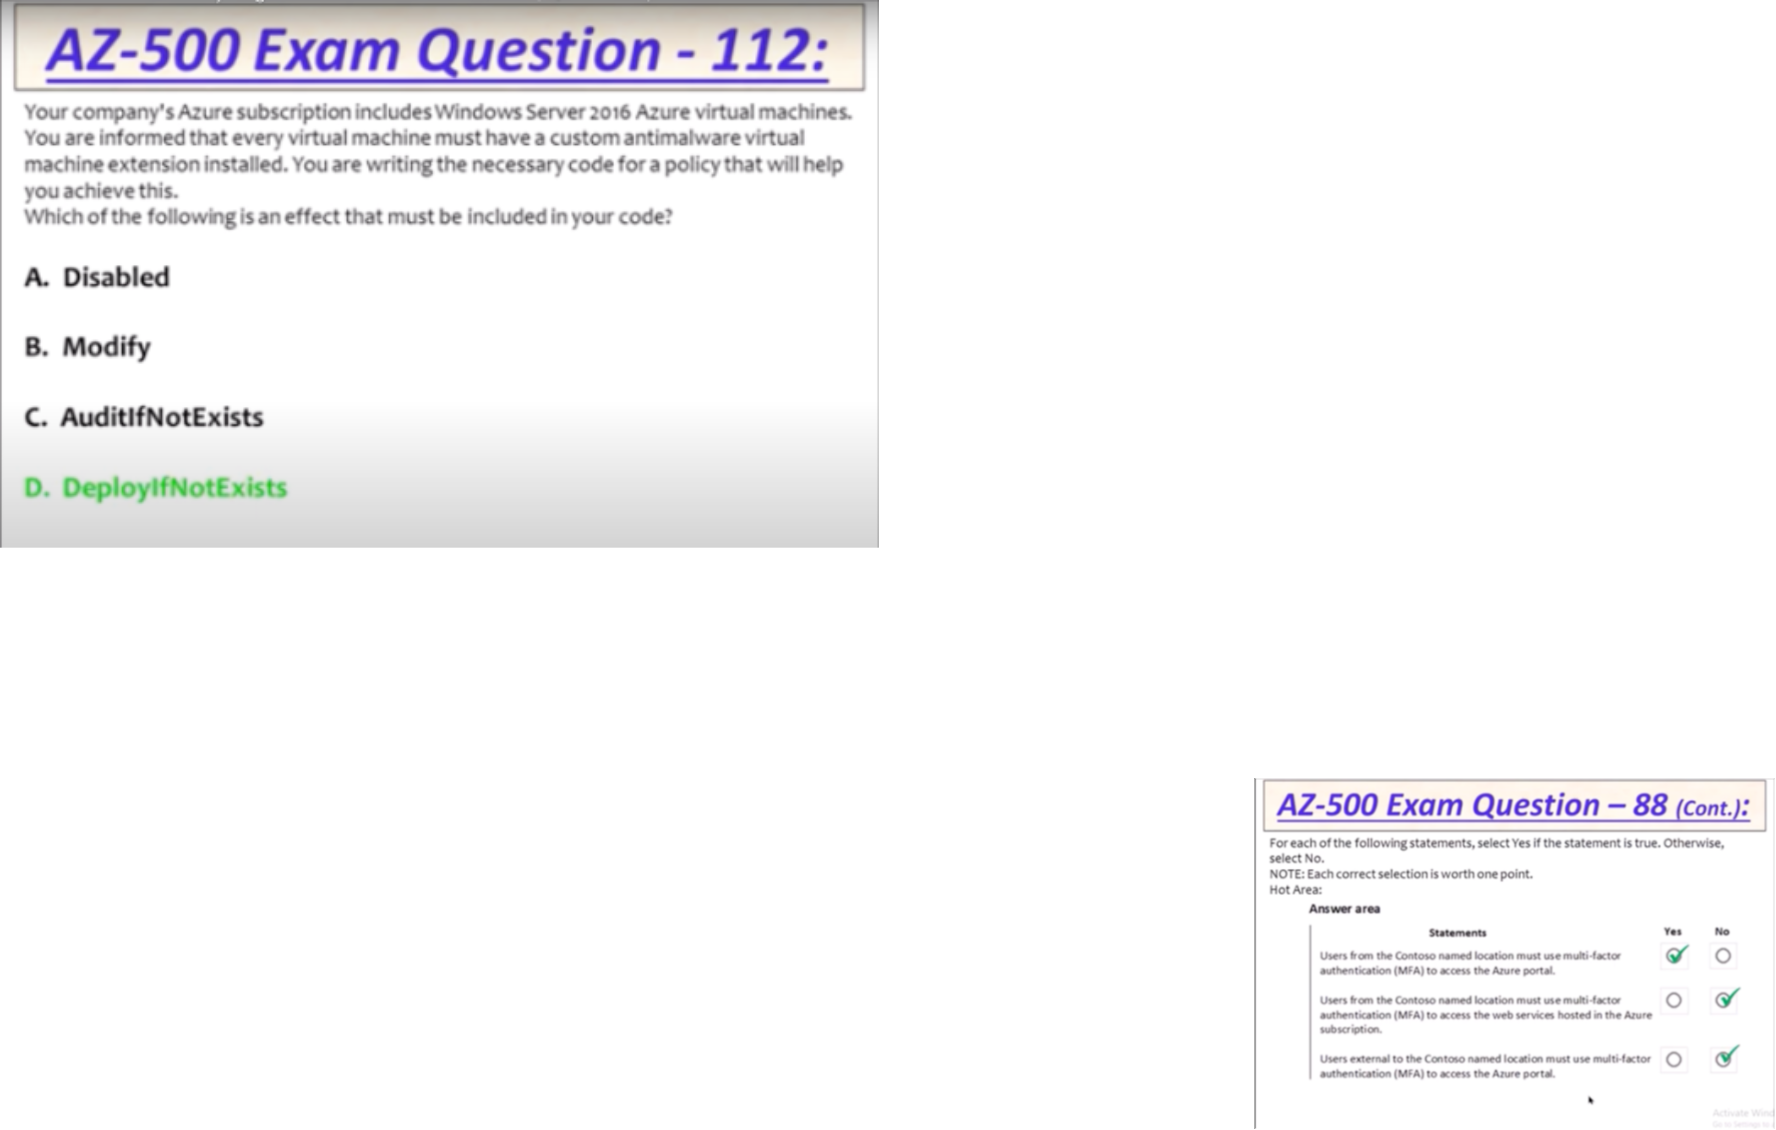 AZ-500 Exam Question - 112:
Your company's Azure subscription includes Windows Server 2016 Azure virtual machines.
You are informed that every virtual machine must have a custom antimalware virtual
machine extension installed. You are writing the necessary code for a policy that will help
you achieve this.
Which of the following is an effect that must be included in your code?
A. Disabled
B. Modify
C. AuditIfNotExists
D. DeployIfNotExists
AZ-500 Exam Question – 88 (Cont.):
For each of the following statements, select Yes if the statement is true. Otherwise,
select No.
NOTE: Each correct selection is worth one point.
Hot Area:
Answer area
Statements Yes No
Users from the Contoso named location must use multi-factor
authentication (MFA) to access the Azure portal.
Users from the Contoso named location must use multi-factor
authentication (MFA) to access the web services hosted in the Azure
subscription.
Users external to the Contoso named location must use multi-factor
authentication (MFA) to access the Azure portal.
Activate Wind